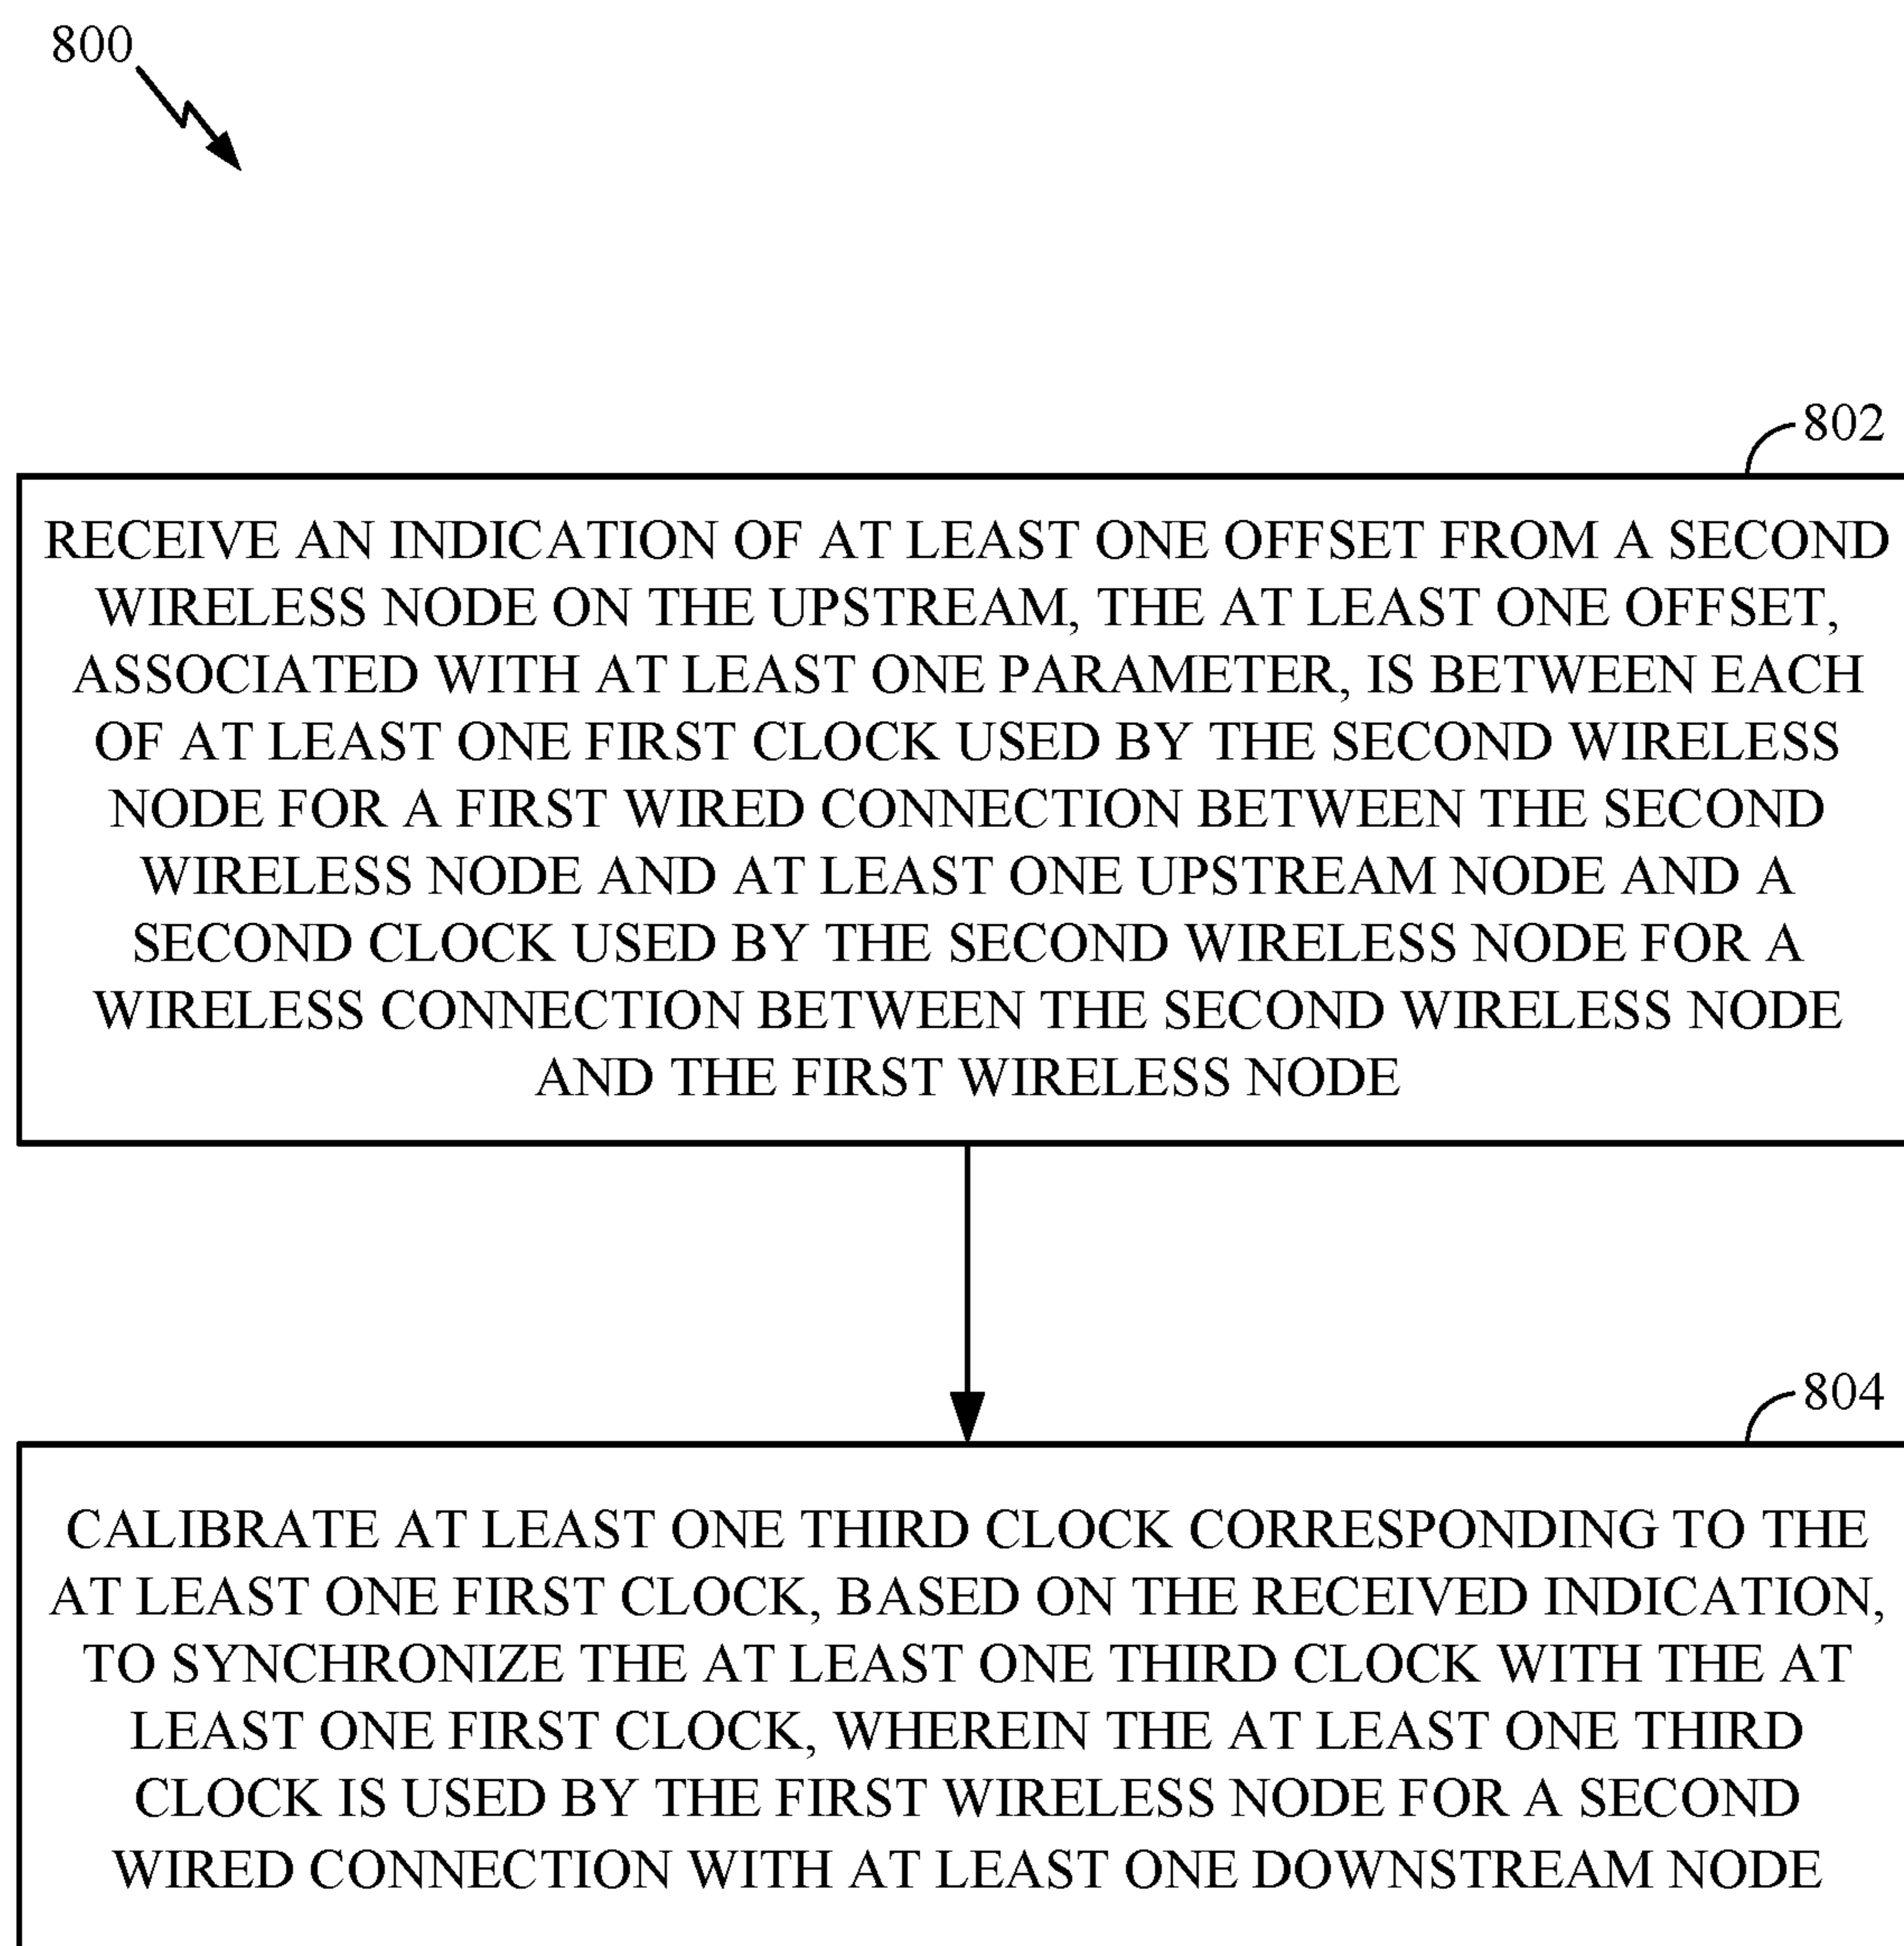 800
802
RECEIVE AN INDICATION OF AT LEAST ONE OFFSET FROM A SECOND
WIRELESS NODE ON THE UPSTREAM, THE AT LEAST ONE OFFSET,
ASSOCIATED WITH AT LEAST ONE PARAMETER, IS BETWEEN EACH
OF AT LEAST ONE FIRST CLOCK USED BY THE SECOND WIRELESS
NODE FOR A FIRST WIRED CONNECTION BETWEEN THE SECOND
WIRELESS NODE AND AT LEAST ONE UPSTREAM NODE AND A
SECOND CLOCK USED BY THE SECOND WIRELESS NODE FOR A
WIRELESS CONNECTION BETWEEN THE SECOND WIRELESS NODE
AND THE FIRST WIRELESS NODE
804
CALIBRATE AT LEAST ONE THIRD CLOCK CORRESPONDING TO THE
AT LEAST ONE FIRST CLOCK, BASED ON THE RECEIVED INDICATION,
TO SYNCHRONIZE THE AT LEAST ONE THIRD CLOCK WITH THE AT
LEAST ONE FIRST CLOCK, WHEREIN THE AT LEAST ONE THIRD
CLOCK IS USED BY THE FIRST WIRELESS NODE FOR A SECOND
WIRED CONNECTION WITH AT LEAST ONE DOWNSTREAM NODE